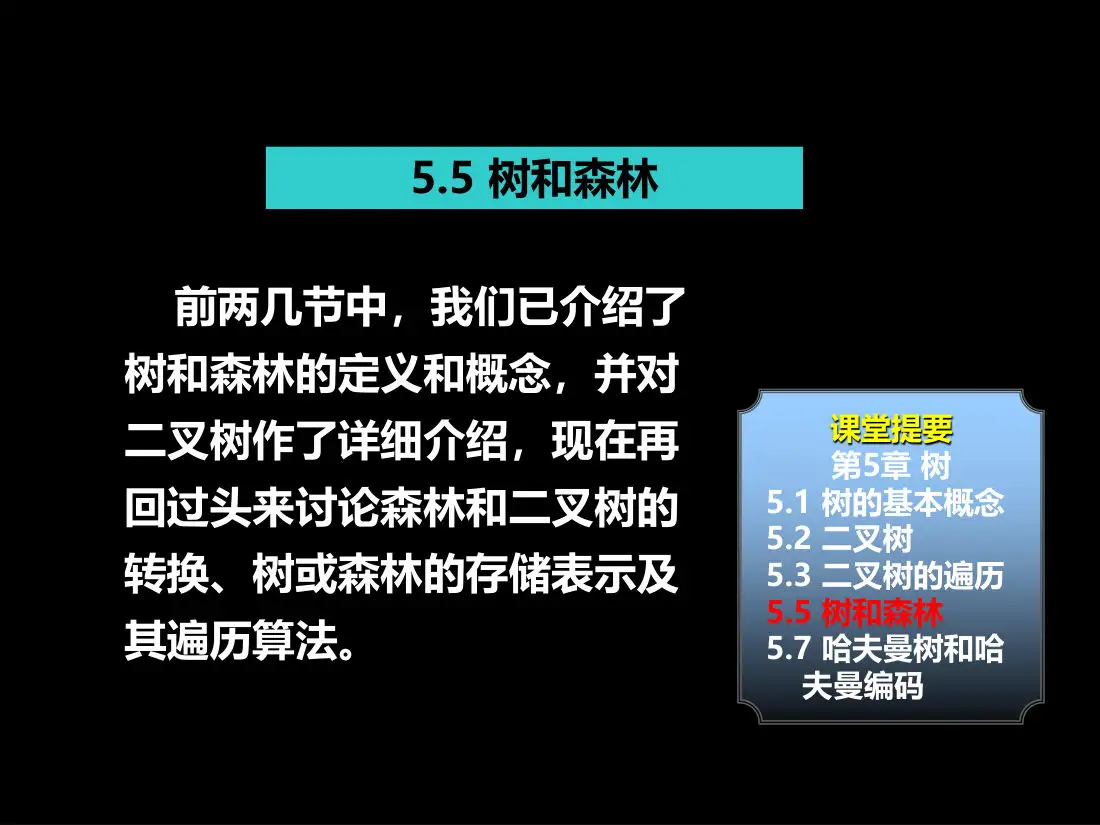 5.5 树和森林
前两几节中，我们已介绍了
树和森林的定义和概念，并对
二叉树作了详细介绍，现在再
回过头来讨论森林和二叉树的
转换、树或森林的存储表示及
其遍历算法。
课堂提要
第5章 树
5.1 树的基本概念
5.2 二叉树
5.3 二叉树的遍历
5.5 树和森林
5.7 哈夫曼树和哈
夫曼编码